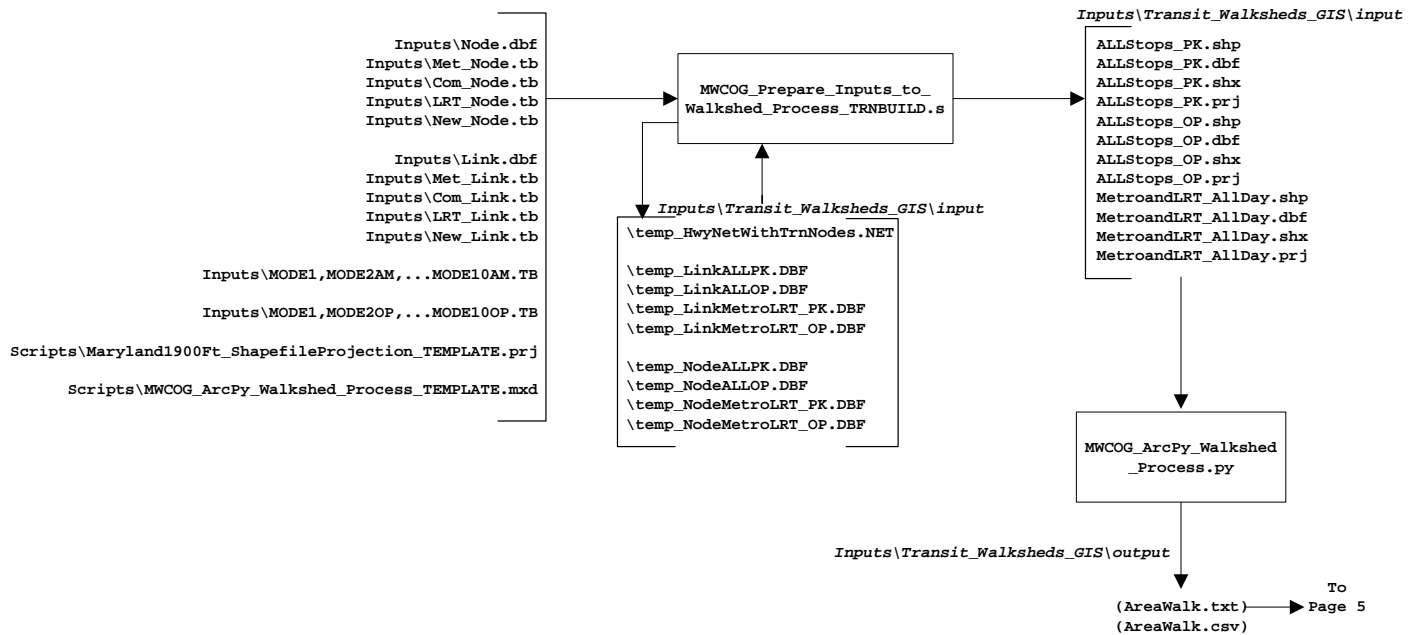 Inputs\Node.dbf
Inputs\Met_Node.tb
Inputs\Com_Node.tb
Inputs\LRT_Node.tb
Inputs\New_Node.tb
Inputs\Link.dbf
Inputs\Met_Link.tb
Inputs\Com_Link.tb
Inputs\LRT_Link.tb
Inputs\New_Link.tb
Inputs\MODE1,MODE2AM,...MODE10AM.TB
Inputs\MODE1,MODE2OP,...MODE10OP.TB
Scripts\Maryland1900Ft_ShapefileProjection_TEMPLATE.prj
Scripts\MWCOG_ArcPy_Walkshed_Process_TEMPLATE.mxd
MWCOG_Prepare_Inputs_to_
Walkshed_Process_TRNBUILD.s
Inputs\Transit_Walksheds_GIS\input
\temp_HwyNetWithTrnNodes.NET
\temp_LinkALLPK.DBF
\temp_LinkALLOP.DBF
\temp_LinkMetroLRT_PK.DBF
\temp_LinkMetroLRT_OP.DBF
\temp_NodeALLPK.DBF
\temp_NodeALLOP.DBF
\temp_NodeMetroLRT_PK.DBF
\temp_NodeMetroLRT_OP.DBF
Inputs\Transit_Walksheds_GIS\input
ALLStops_PK.shp
ALLStops_PK.dbf
ALLStops_PK.shx
ALLStops_PK.prj
ALLStops_OP.shp
ALLStops_OP.dbf
ALLStops_OP.shx
ALLStops_OP.prj
MetroandLRT_AllDay.shp
MetroandLRT_AllDay.dbf
MetroandLRT_AllDay.shx
MetroandLRT_AllDay.prj
MWCOG_ArcPy_Walkshed
_Process.py
Inputs\Transit_Walksheds_GIS\output
(AreaWalk.txt)
(AreaWalk.csv)
To
Page 5